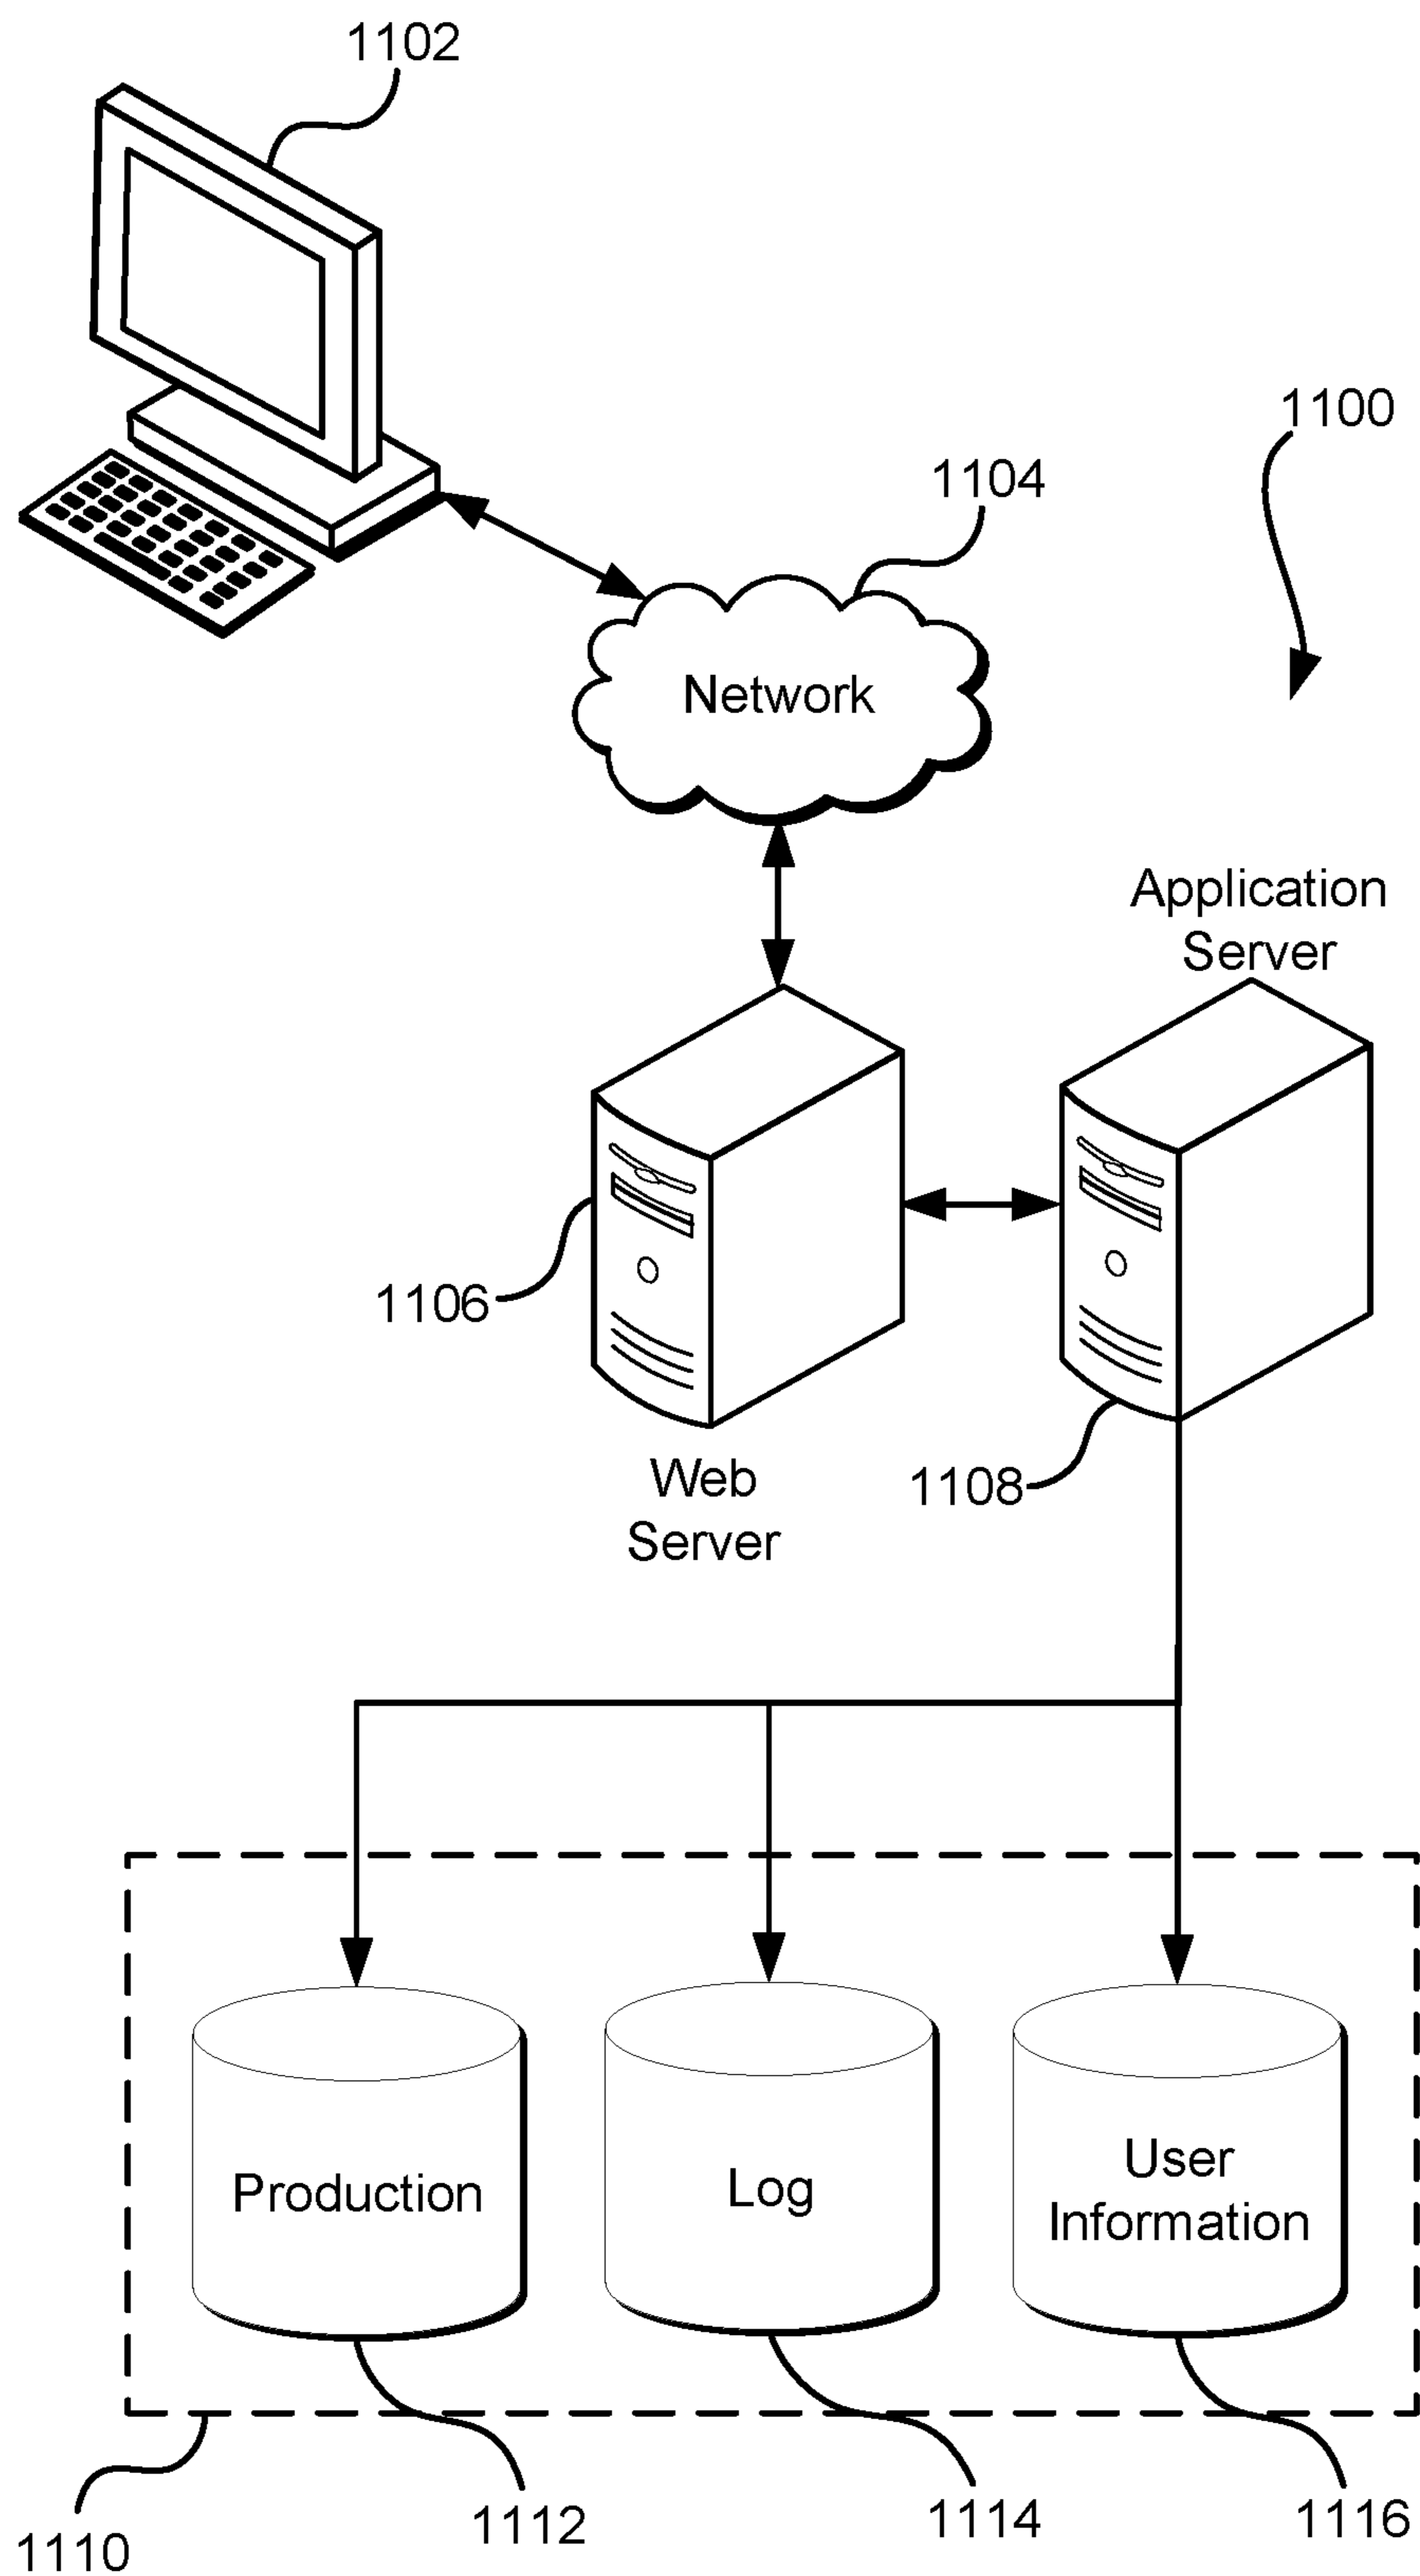 1102
1100
1104
Network
Application
Server
1106
Web
Server
1108
Production
Log
User
Information
1110
1112
1114
1116